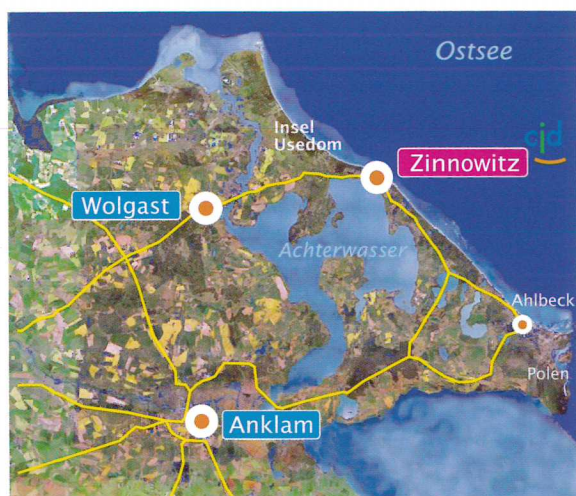 Ostsee
Insel
Usedom
cjd
Zinnowitz
Wolgast
Achterwasser
Ahlbeck
Polen
Anklam